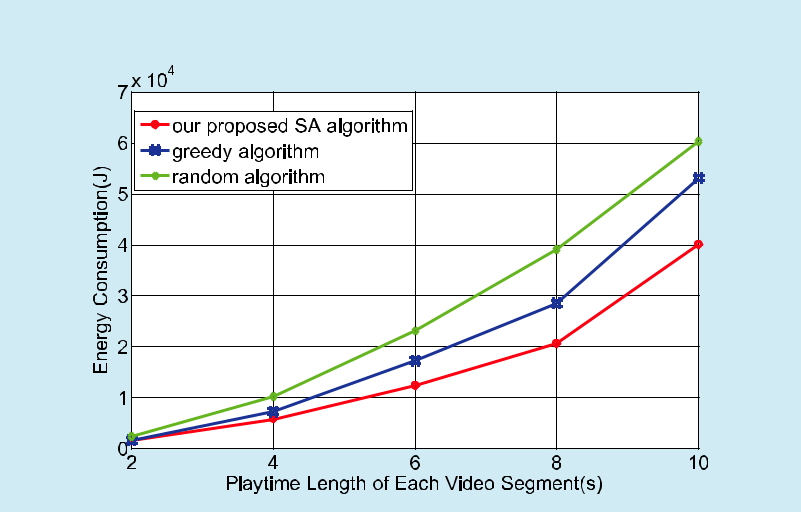 x 10^4
7
6
5
4
3
2
1
0
Energy Consumption(J)
our proposed SA algorithm
greedy algorithm
random algorithm
2 4 6 8 10
Playtime Length of Each Video Segment(s)